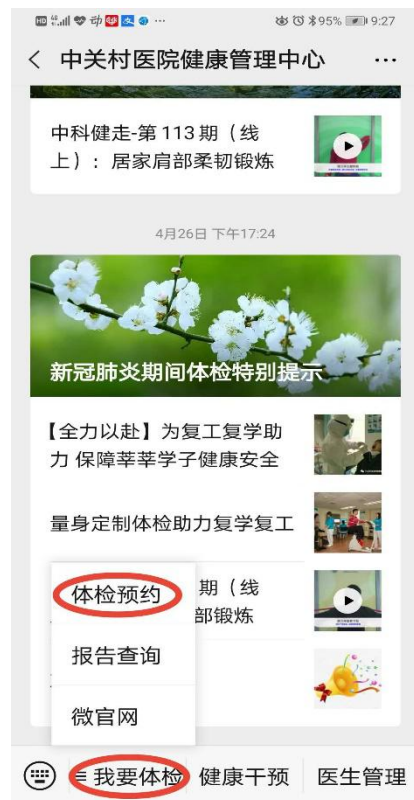 95% 9:27
中关村医院健康管理中心
中科健走-第113期（线
上）：居家肩部柔韧锻炼
4月26日 下午17:24
新冠肺炎期间体检特别提示
【全力以赴】为复工复学助
力 保障莘莘学子健康安全
量身定制体检助力复学复工
期（线
部锻炼
体检预约
报告查询
微官网
我要体检
健康干预
医生管理